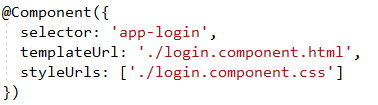 @Component({
  selector: 'app-login',
  templateUrl: './login.component.html',
  styleUrls: ['./login.component.css']
})